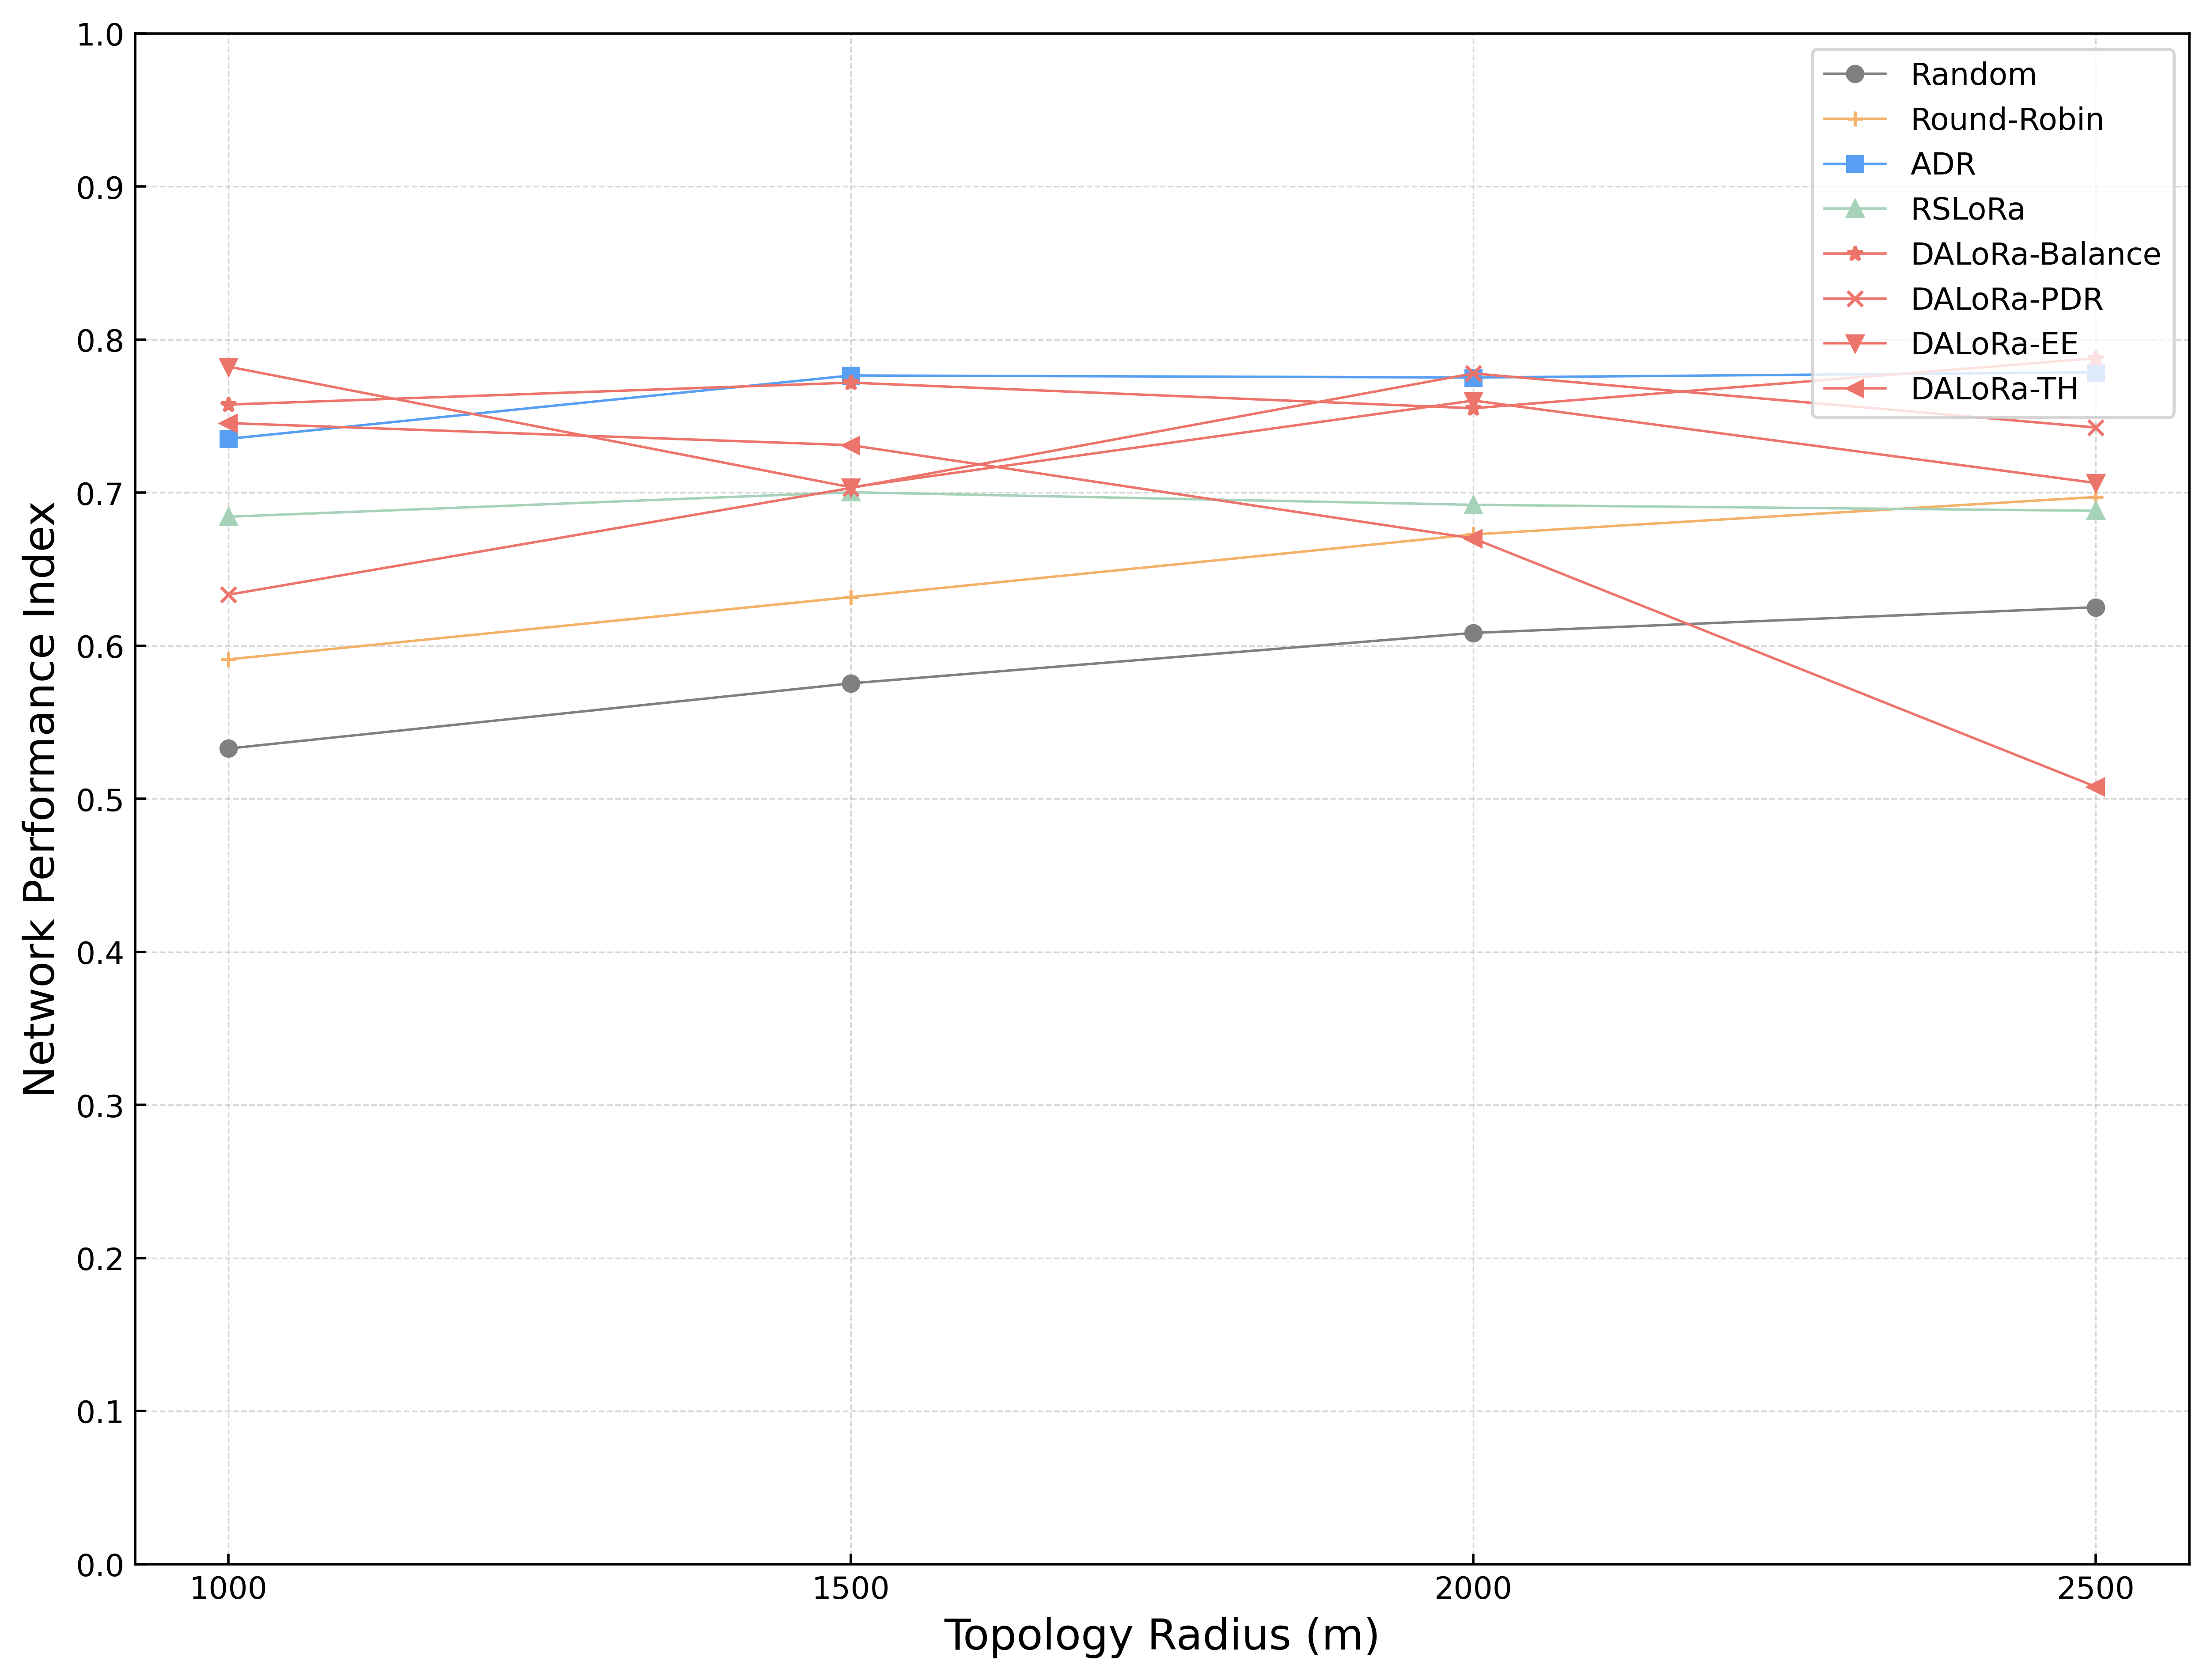 1.0
0.9
0.8
0.7
0.6
0.5
0.4
0.3
0.2
0.1
0.0
Network Performance Index
1000
1500
2000
2500
Topology Radius (m)
Random
Round-Robin
ADR
RSLoRa
DALoRa-Balance
DALoRa-PDR
DALoRa-EE
DALoRa-TH